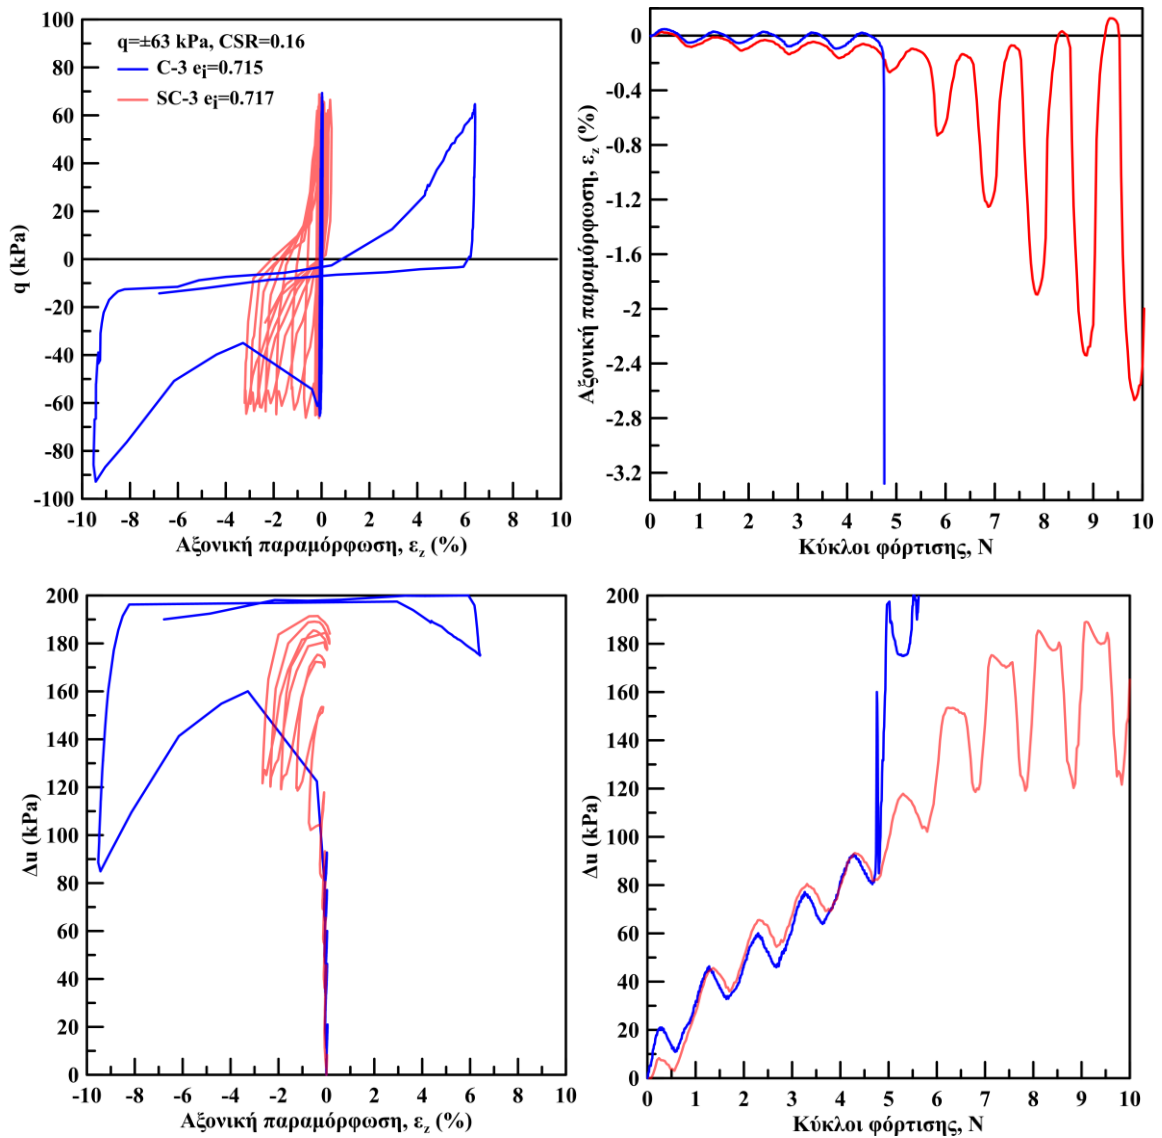 q=±63 kPa, CSR=0.16
C-3 ei=0.715
SC-3 ei=0.717
q (kPa)
100
80
60
40
20
0
-20
-40
-60
-80
-100
-10 -8 -6 -4 -2 0 2 4 6 8 10
Αξονική παραμόρφωση, εz (%)
Αξονική παραμόρφωση, εz (%)
0
-0.4
-0.8
-1.2
-1.6
-2
-2.4
-2.8
-3.2
0 1 2 3 4 5 6 7 8 9 10
Κύκλοι φόρτισης, N
Δu (kPa)
200
180
160
140
120
100
80
60
40
20
0
-10 -8 -6 -4 -2 0 2 4 6 8 10
Αξονική παραμόρφωση, εz (%)
Δu (kPa)
200
180
160
140
120
100
80
60
40
20
0
0 1 2 3 4 5 6 7 8 9 10
Κύκλοι φόρτισης, N